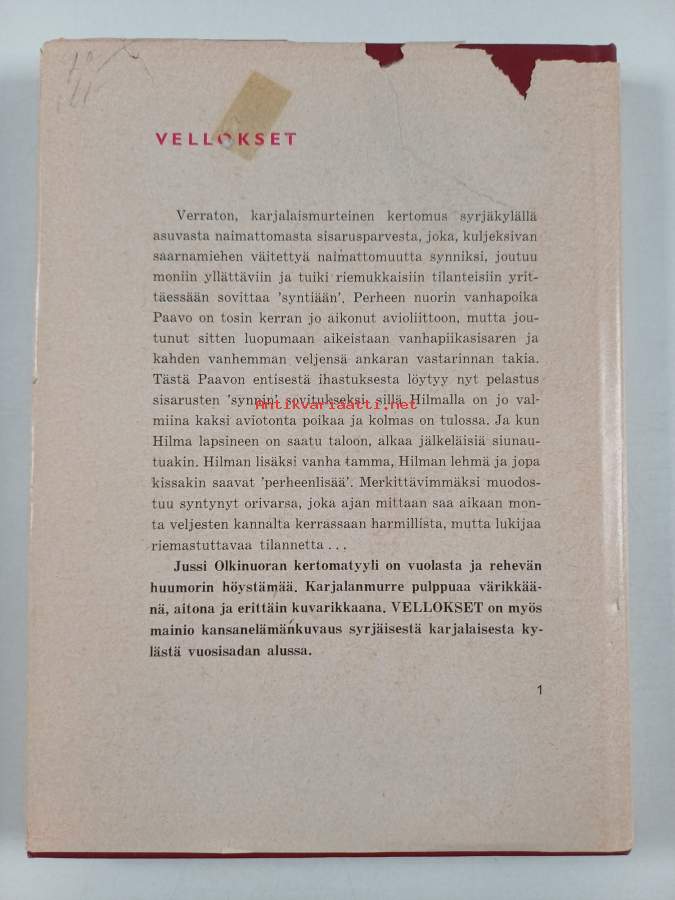 VELLOKSET
Verraton, karjalaismurteinen kertomus syrjäkylällä
asuvasta naimattomasta sisarusparvesta, joka, kuljeksivan
saarnamiehen väitettyä naimattomuutta synniksi, joutuu
moniin yllättäviin ja tuiki riemukkaisiin tilanteisiin yrit-
täessään sovittaa 'syntiään'. Perheen nuorin vanhapoika
Paavo on tosin kerran jo aikonut avioliittoon, mutta jou-
tunut sitten luopumaan aikeistaan vanhapiikasisaren ja
kahden vanhemman veljensä ankaran vastarinnan takia.
Tästä Paavon entisestä ihastuksesta löytyy nyt pelastus
sisarusten 'synnin' sovitukseksi, sillä Hilmalla on jo val-
Antikvariaatti.net
miina kaksi aviotonta poikaa ja kolmas on tulossa. Ja kun
Hilma lapsineen on saatu taloon, alkaa jälkeläisiä siunau-
tuakin. Hilman lisäksi vanha tamma, Hilman lehmä ja jopa
kissakin saavat 'perheenlisää'. Merkittävimmäksi muodos-
tuu syntynyt orivarsa, joka ajan mittaan saa aikaan mon-
ta veljesten kannalta kerrassaan harmillista, mutta lukijaa
riemastuttavaa tilannetta...
Jussi Olkinuoran kertomatyyli on vuolasta ja rehevän
huumorin höystämää. Karjalanmurre pulppuaa värikkää-
nä, aitona ja erittäin kuvarikkaana. VELLOKSET on myös
mainio kansanelämänkuvaus syrjäisestä karjalaisesta ky-
lästä vuosisadan alussa.
1